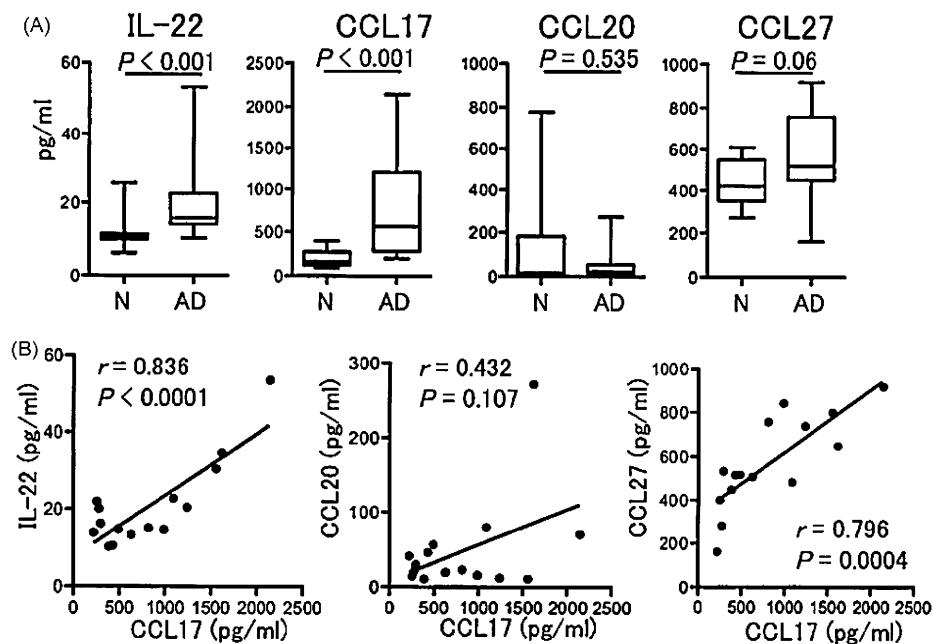 (A)
IL-22
CCL17
CCL20
CCL27
P < 0.001
P < 0.001
P = 0.535
P = 0.06
pg/ml
60
40
20
0
N
AD
2500
2000
1500
1000
500
0
N
AD
1000
800
600
400
200
0
N
AD
1000
800
600
400
200
0
N
AD
(B)
r = 0.836
P < 0.0001
IL-22 (pg/ml)
60
40
20
0
0
500
1000
1500
2000
2500
CCL17 (pg/ml)
r = 0.432
P = 0.107
CCL20 (pg/ml)
300
200
100
0
0
500
1000
1500
2000
2500
CCL17 (pg/ml)
r = 0.796
P = 0.0004
CCL27 (pg/ml)
1000
800
600
400
200
0
0
500
1000
1500
2000
2500
CCL17 (pg/ml)